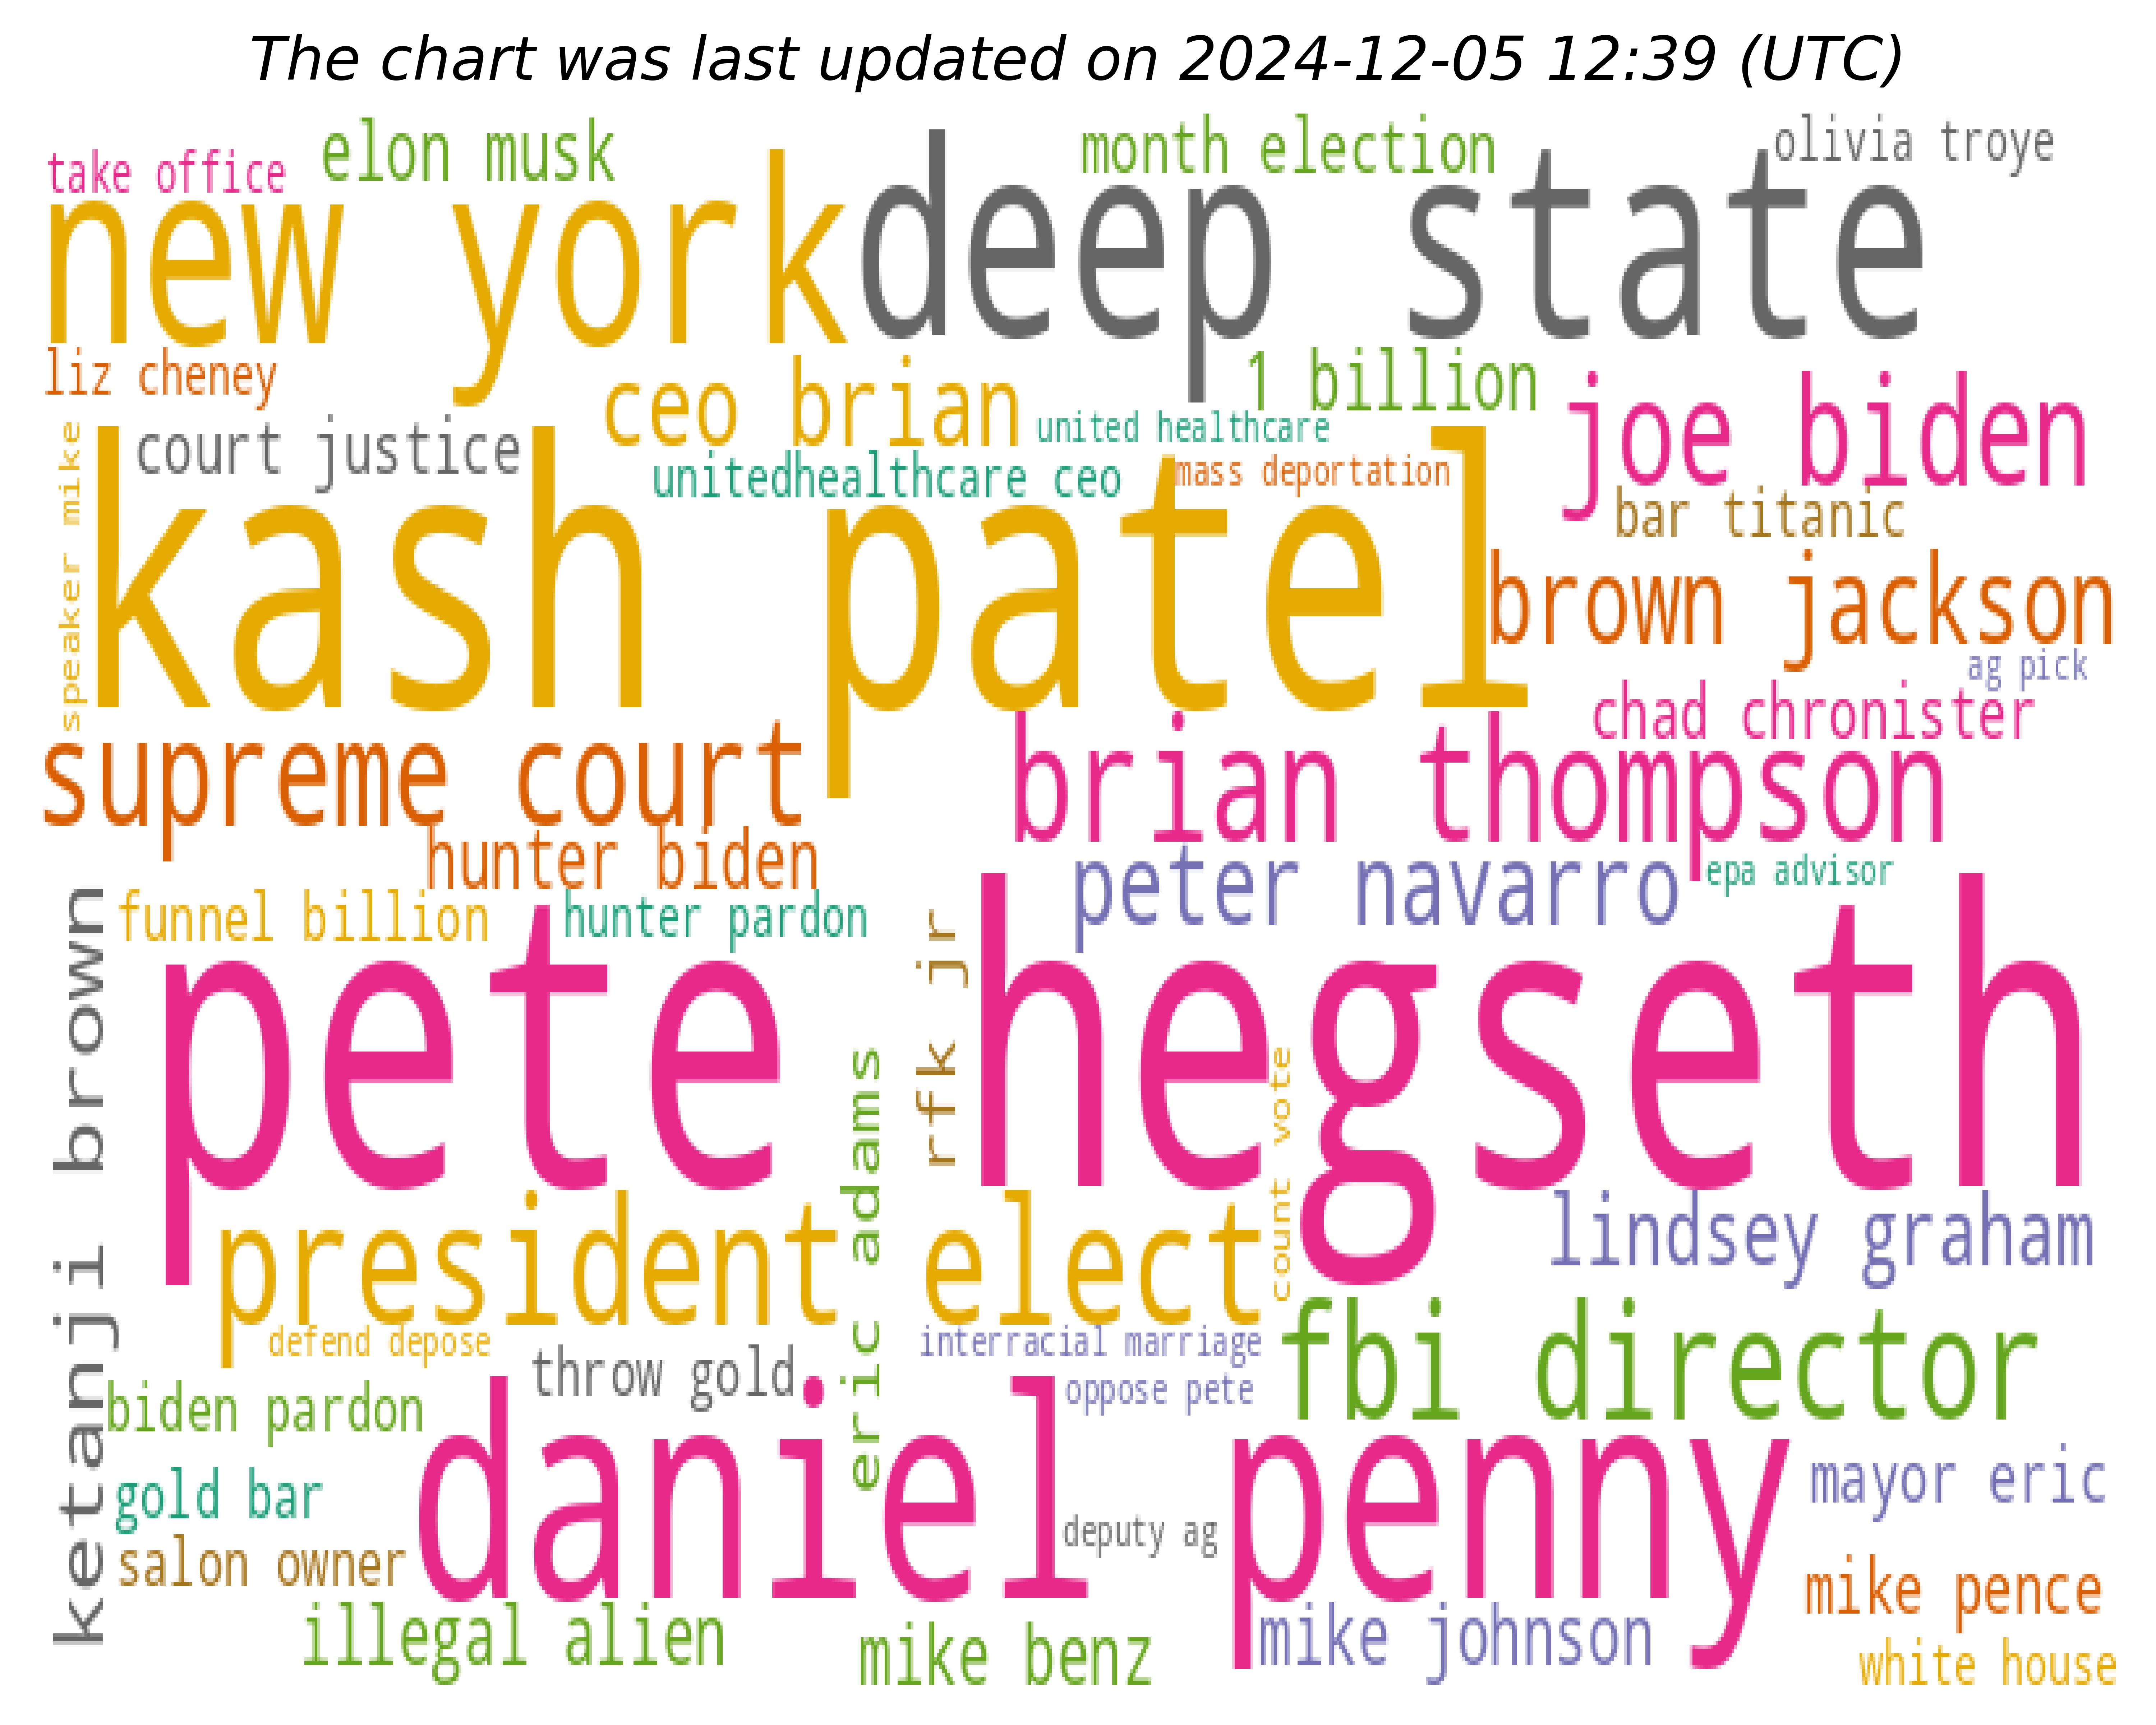 The chart was last updated on 2024-12-05 12:39 (UTC)
take office
elon musk
month election
olivia troye
new york
deep state
liz cheney
ceo brian
1 billion
joe biden
court justice
united healthcare
unitedhealthcare ceo
mass deportation
bar titanic
speaker mike
kash patel
brown jackson
ag pick
chad chronister
supreme court
brian thompson
hunter biden
peter navarro
epa advisor
funnel billion
hunter pardon
rfk jr
ketanji brown
pete hegseth
count vote
eric adams
president elect
lindsey graham
defend depose
interracial marriage
fbi director
throw gold
oppose pete
biden pardon
daniel penny
mayor eric
gold bar
deputy ag
salon owner
mike pence
illegal alien
mike benz
mike johnson
white house